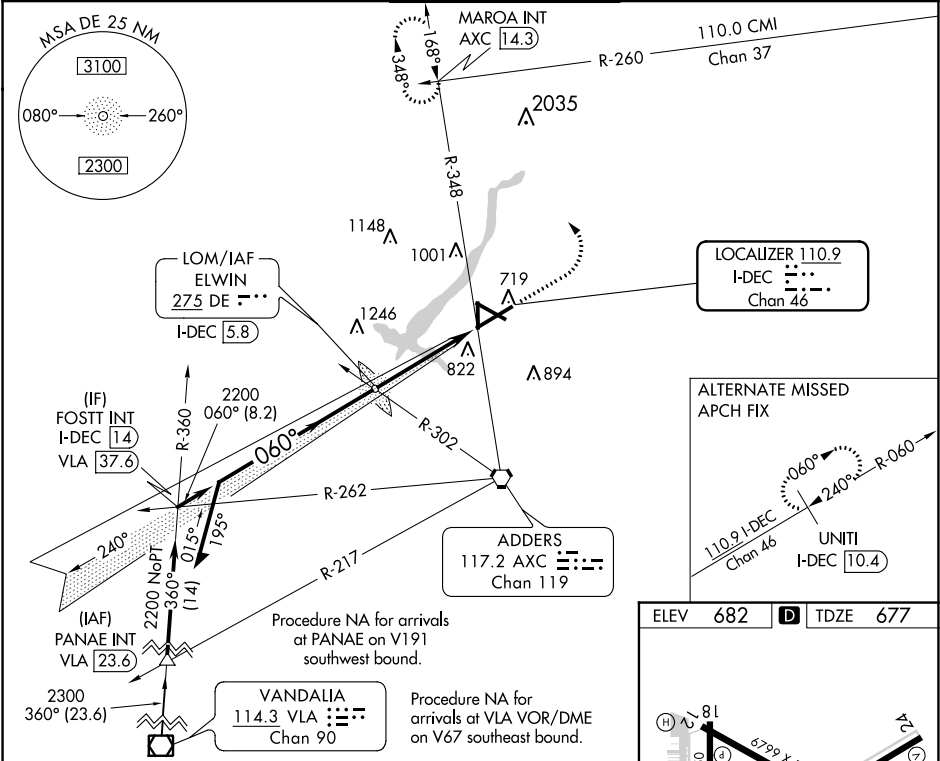 MSA DE 25 NM
3100
080°
260°
2300
MAROA INT
AXC 14.3
168°
348°
110.0 CMI
R-260
Chan 37
2035
R-348
1148
1001
719
LOCALIZER 110.9
I-DEC
Chan 46
LOM/IAF
ELWIN
275 DE
I-DEC 5.8
1246
822
894
(IF)
FOSTT INT
I-DEC 14
VLA 37.6
R-360
2200
060° (8.2)
060°
R-302
R-262
240°
015°
195°
R-217
2200 NoPT
360°
(14)
ADDERS
117.2 AXC
Chan 119
ALTERNATE MISSED
APCH FIX
060°
R-060
240°
110.9 I-DEC
Chan 46
UNITI
I-DEC 10.4
(IAF)
PANAE INT
VLA 23.6
Procedure NA for arrivals
at PANAE on V191
southwest bound.
2300
360° (23.6)
VANDALIA
114.3 VLA
Chan 90
Procedure NA for
arrivals at VLA VOR/DME
on V67 southeast bound.
ELEV 682 D TDZE 677
H
12
18
P
6799 X
24
V